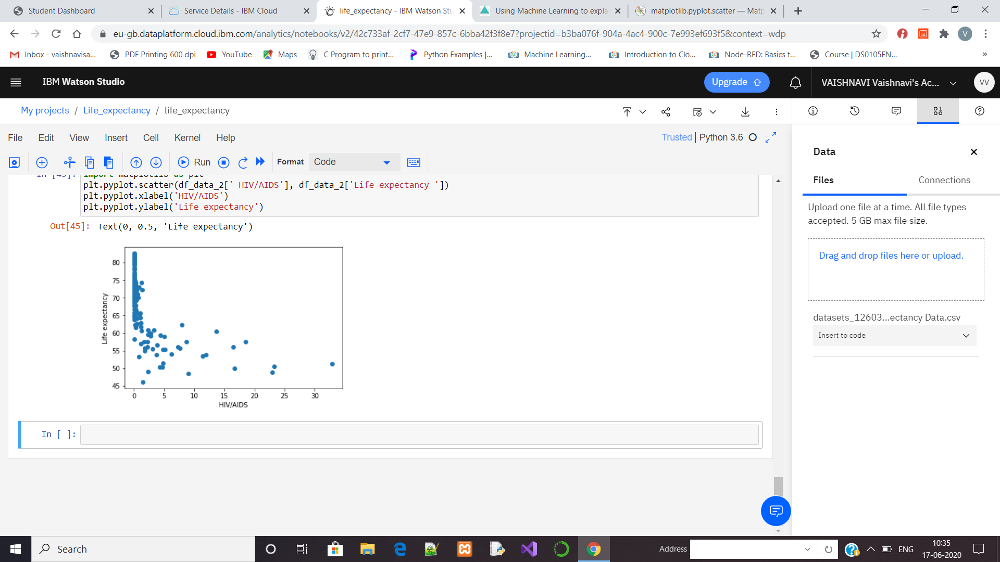 Student Dashboard
Service Details - IBM Cloud
life_expectancy - IBM Watson Stu
Using Machine Learning to expla
matplotlib.pyplot.scatter — Matp
eu-gb.dataplatform.cloud.ibm.com/analytics/notebooks/v2/42c733af-2cf7-47e9-857c-6bba42f3f8e7?projectid=b3ba076f-904a-4ac4-900c-7e993ef693f5&context=wdp
V
Inbox - vaishnavisa...
PDF Printing 600 dpi
YouTube
Maps
C Program to print...
Python Examples |...
Machine Learning...
Introduction to Clo...
Node-RED: Basics t...
Course | DS0105EN...
»
IBM Watson Studio
Upgrade
VAISHNAVI Vaishnavi's Ac...
VV
My projects / Life_expectancy / life_expectancy
File Edit View Insert Cell Kernel Help
Trusted | Python 3.6
Run
Format
Code
In [45]: import matplotlib as plt
plt.pyplot.scatter(df_data_2[' HIV/AIDS'], df_data_2['Life expectancy '])
plt.pyplot.xlabel('HIV/AIDS')
plt.pyplot.ylabel('Life expectancy')
Out[45]: Text(0, 0.5, 'Life expectancy')
80
75
70
65
60
55
50
45
Life expectancy
0 5 10 15 20 25 30
HIV/AIDS
In [ ]:
Data
Files
Connections
Upload one file at a time. All file types
accepted. 5 GB max file size.
Drag and drop files here or upload.
datasets_12603...ectancy Data.csv
Insert to code
Search
Address
ENG
10:35
17-06-2020